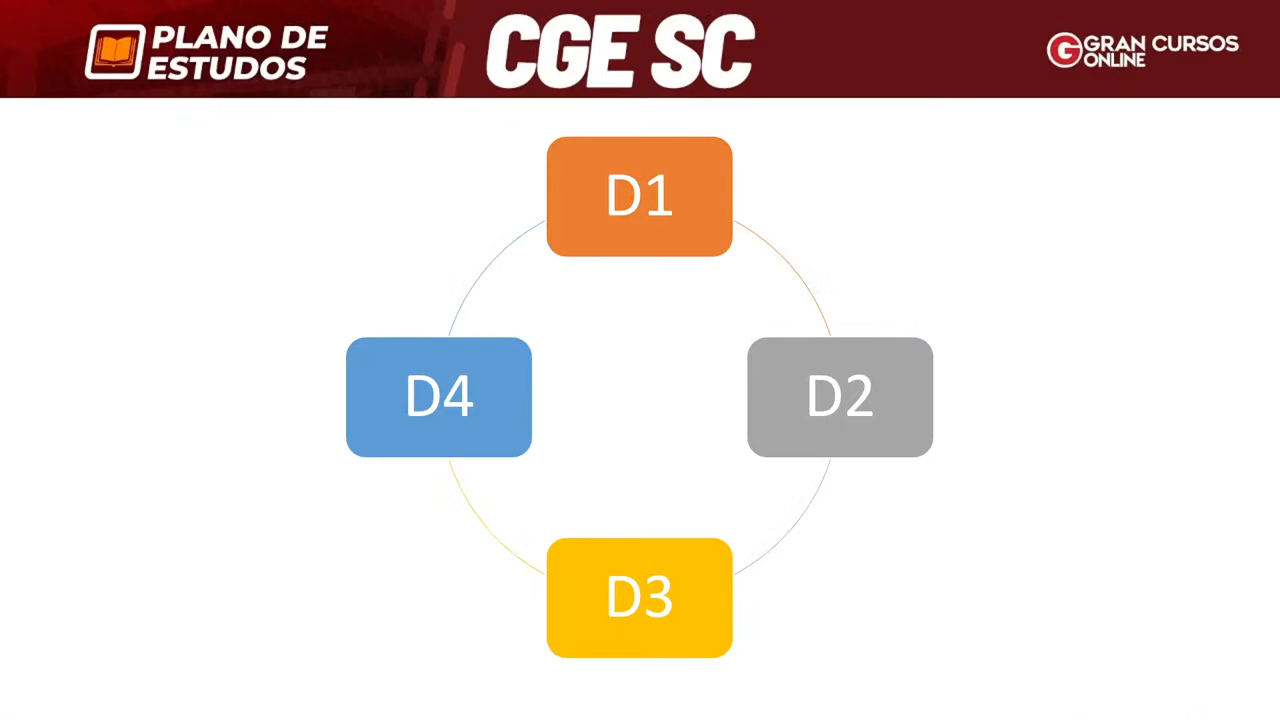 PLANO DE
ESTUDOS
CGE SC
GRAN CURSOS
ONLINE
D1
D4
D2
D3